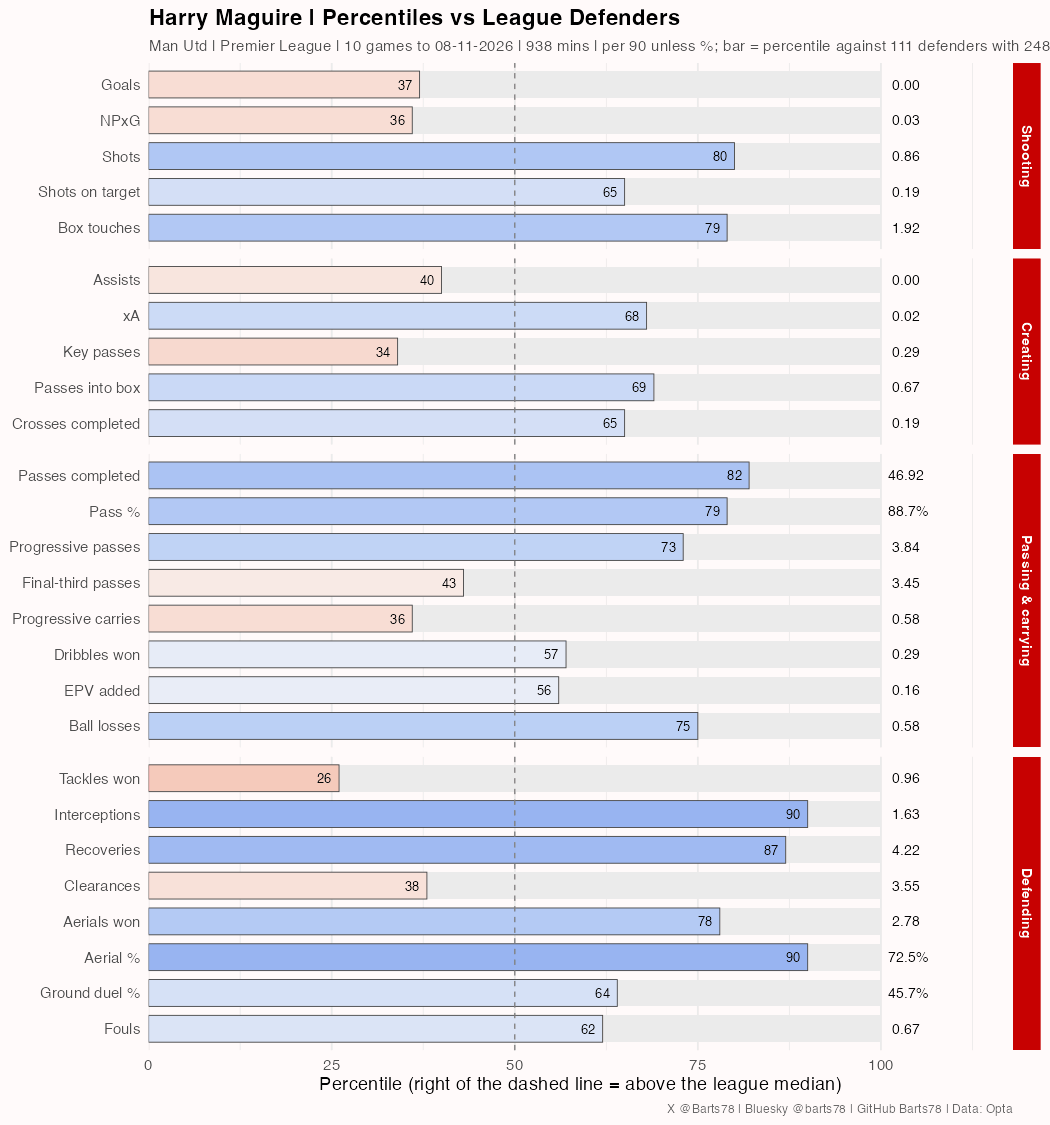 Harry Maguire | Percentiles vs League Defenders
Man Utd | Premier League | 10 games to 08-11-2026 | 938 mins | per 90 unless %; bar = percentile against 111 defenders with 248
Shooting
Goals 37 0.00
NPxG 36 0.03
Shots 80 0.86
Shots on target 65 0.19
Box touches 79 1.92
Creating
Assists 40 0.00
xA 68 0.02
Key passes 34 0.29
Passes into box 69 0.67
Crosses completed 65 0.19
Passing & carrying
Passes completed 82 46.92
Pass % 79 88.7%
Progressive passes 73 3.84
Final-third passes 43 3.45
Progressive carries 36 0.58
Dribbles won 57 0.29
EPV added 56 0.16
Ball losses 75 0.58
Defending
Tackles won 26 0.96
Interceptions 90 1.63
Recoveries 87 4.22
Clearances 38 3.55
Aerials won 78 2.78
Aerial % 90 72.5%
Ground duel % 64 45.7%
Fouls 62 0.67
0 25 50 75 100
Percentile (right of the dashed line = above the league median)
X @Barts78 | Bluesky @barts78 | GitHub Barts78 | Data: Opta